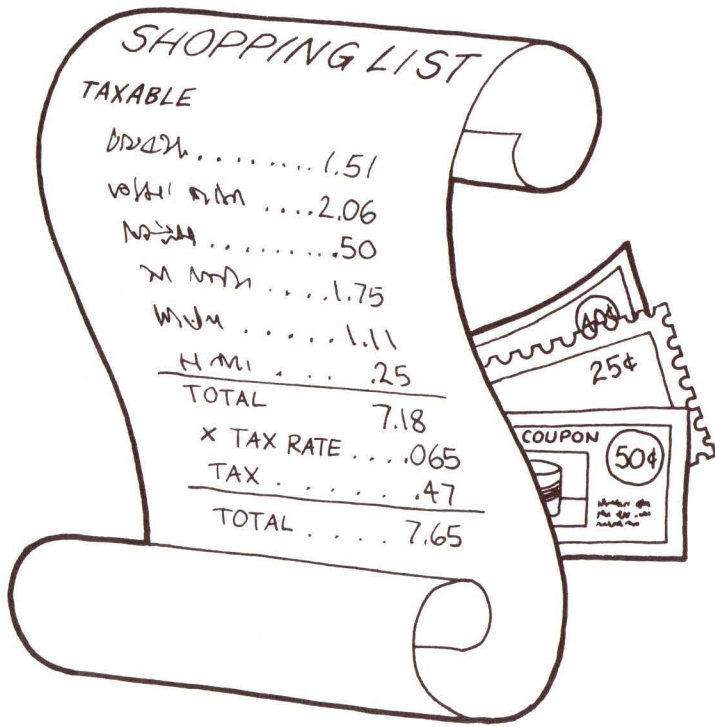 SHOPPING LIST
TAXABLE
......... 1.51
.... 2.06
......... .50
.... 1.75
...... 1.11
.... .25
TOTAL 7.18
X TAX RATE .... .065
TAX ....... .47
TOTAL ..... 7.65
40¢
25¢
COUPON
50¢